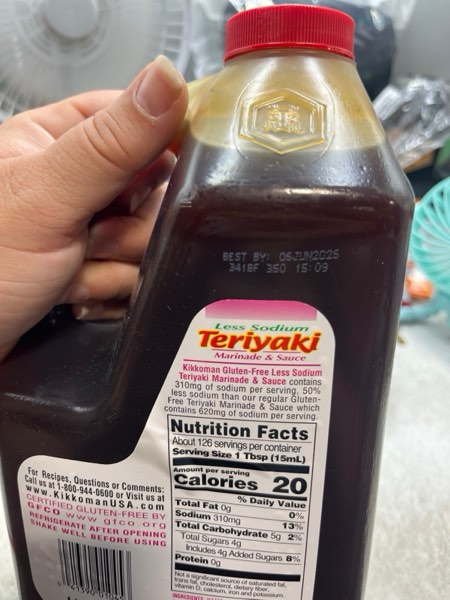 BEST BY: 06JUN2025
341BF 350 15:09
Less Sodium
Teriyaki
Marinade & Sauce
Kikkoman Gluten-Free Less Sodium
Teriyaki Marinade & Sauce contains
310mg of sodium per serving, 50%
less sodium than our regular Gluten-
Free Teriyaki Marinade & Sauce which
contains 620mg of sodium per serving.
Nutrition Facts
About 126 servings per container
Serving Size 1 Tbsp (15mL)
Amount per serving
Calories 20
% Daily Value
Total Fat 0g 0%
Sodium 310mg 13%
Total Carbohydrate 5g 2%
Total Sugars 4g
Includes 4g Added Sugars 8%
Protein 0g
Not a significant source of saturated fat,
trans fat, cholesterol, dietary fiber,
vitamin D, calcium, iron and potassium.
For Recipes, Questions or Comments:
Call us at 1-800-944-0600 or Visit us at
www.KikkomanUSA.com
CERTIFIED GLUTEN-FREE BY
GFCO www.gfco.org
REFRIGERATE AFTER OPENING
SHAKE WELL BEFORE USING